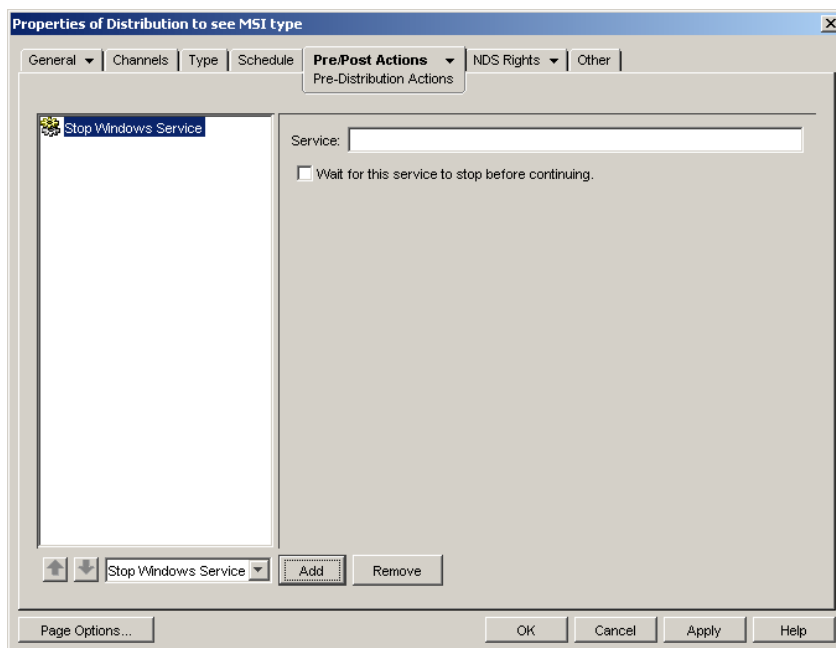 Properties of Distribution to see MSI type
General Channels Type Schedule Pre/Post Actions NDS Rights Other
Pre-Distribution Actions
Stop Windows Service
Service:
Wait for this service to stop before continuing.
Stop Windows Service Add Remove
Page Options... OK Cancel Apply Help